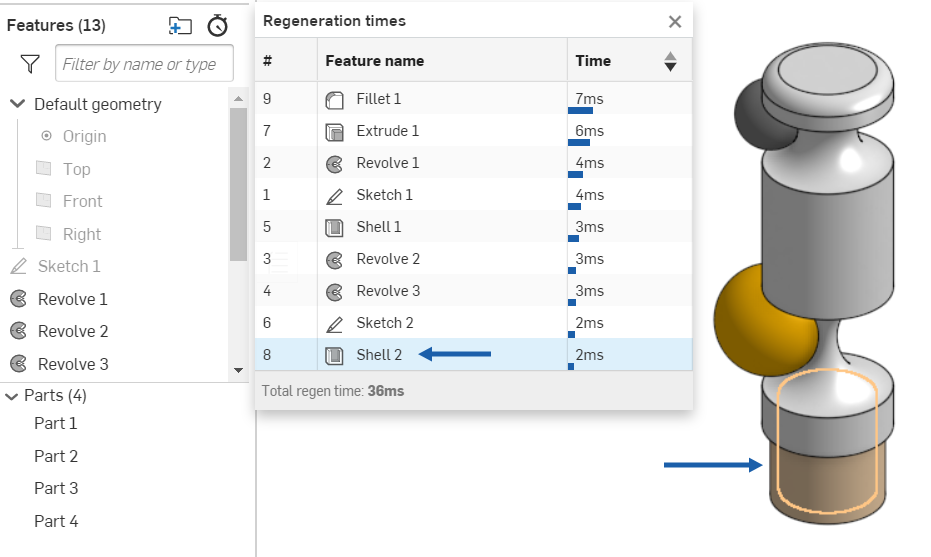 Features (13)
Filter by name or type
Default geometry
Origin
Top
Front
Right
Sketch 1
Revolve 1
Revolve 2
Revolve 3
Parts (4)
Part 1
Part 2
Part 3
Part 4
Regeneration times
# Feature name Time
9 Fillet 1 7ms
7 Extrude 1 6ms
2 Revolve 1 4ms
1 Sketch 1 4ms
5 Shell 1 3ms
3 Revolve 2 3ms
4 Revolve 3 3ms
6 Sketch 2 2ms
8 Shell 2 2ms
Total regen time: 36ms